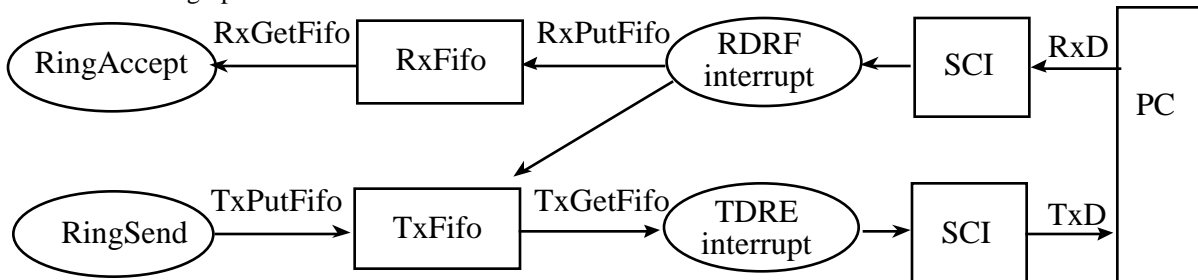 RxGetFifo
RxPutFifo
RingAccept
RxFifo
RDRF
interrupt
SCI
RxD
PC
TxPutFifo
TxGetFifo
RingSend
TxFifo
TDRE
interrupt
SCI
TxD